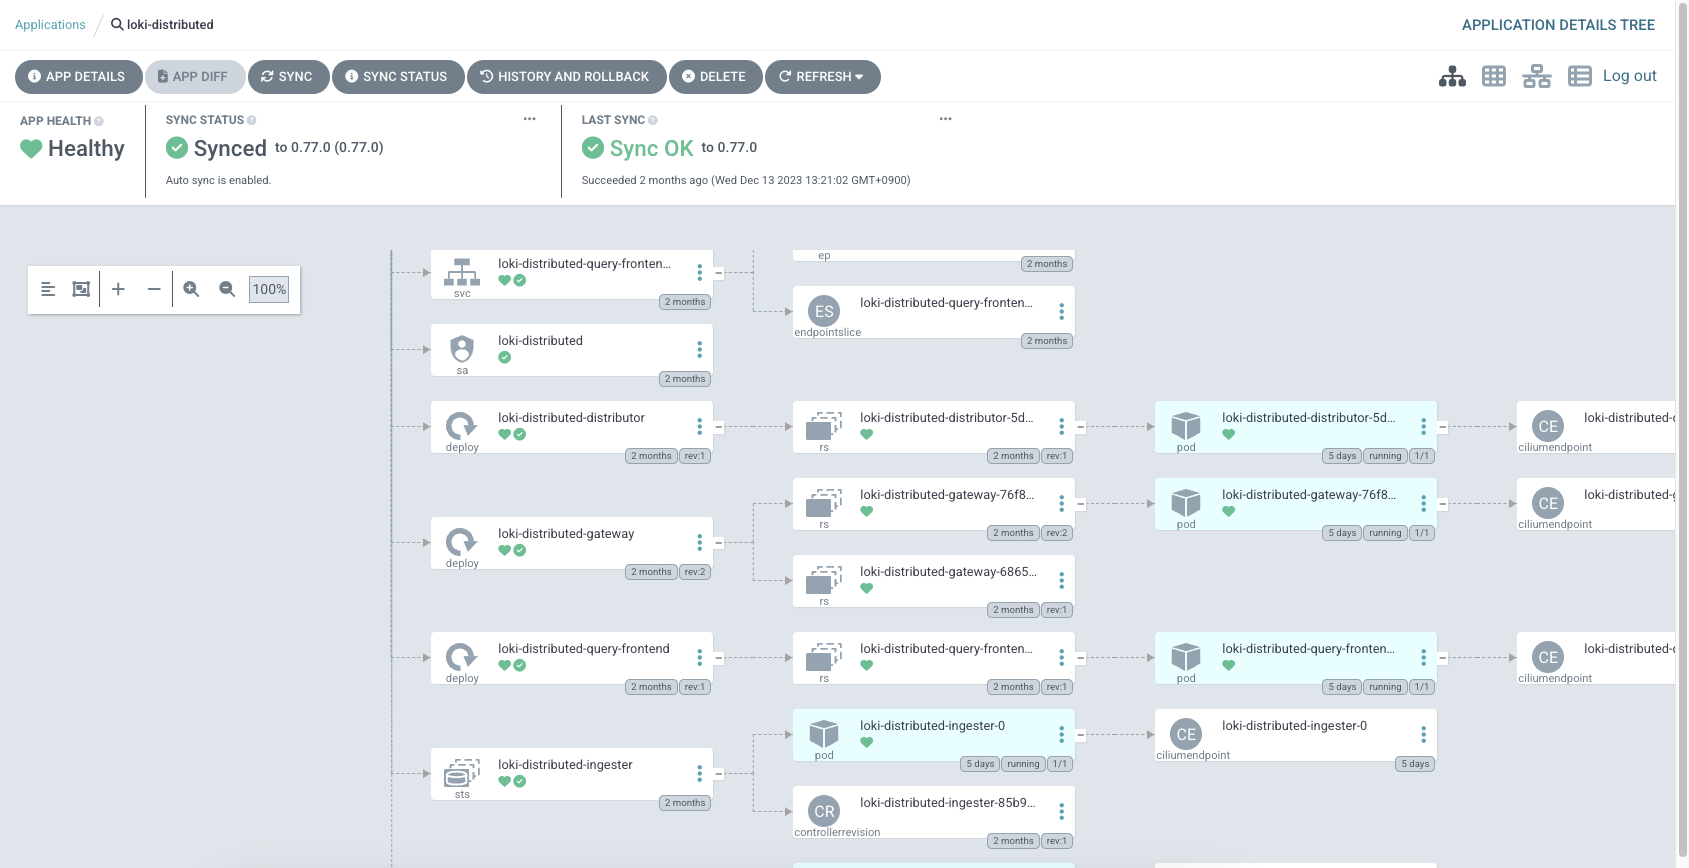 Applications / loki-distributed
APPLICATION DETAILS TREE
APP DETAILS
APP DIFF
SYNC
SYNC STATUS
HISTORY AND ROLLBACK
DELETE
REFRESH
Log out
APP HEALTH
Healthy
SYNC STATUS
Synced to 0.77.0 (0.77.0)
Auto sync is enabled.
LAST SYNC
Sync OK to 0.77.0
Succeeded 2 months ago (Wed Dec 13 2023 13:21:02 GMT+0900)
100%
loki-distributed-query-fronten...
svc
2 months
ep
2 months
ES
loki-distributed-query-fronten...
endpointslice
2 months
loki-distributed
sa
2 months
loki-distributed-distributor
deploy
2 months rev:1
loki-distributed-distributor-5d...
rs
2 months rev:1
loki-distributed-distributor-5d...
pod
5 days running 1/1
CE
loki-distributed-
ciliumendpoint
loki-distributed-gateway
deploy
2 months rev:2
loki-distributed-gateway-76f8...
rs
2 months rev:2
loki-distributed-gateway-76f8...
pod
5 days running 1/1
CE
loki-distributed-
ciliumendpoint
loki-distributed-gateway-6865...
rs
2 months rev:1
loki-distributed-query-frontend
deploy
2 months rev:1
loki-distributed-query-fronten...
rs
2 months rev:1
loki-distributed-query-fronten...
pod
5 days running 1/1
CE
loki-distributed-
ciliumendpoint
loki-distributed-ingester
sts
2 months
loki-distributed-ingester-0
pod
5 days running 1/1
CE
loki-distributed-ingester-0
ciliumendpoint
5 days
CR
loki-distributed-ingester-85b9...
controllerrevision
2 months rev:1